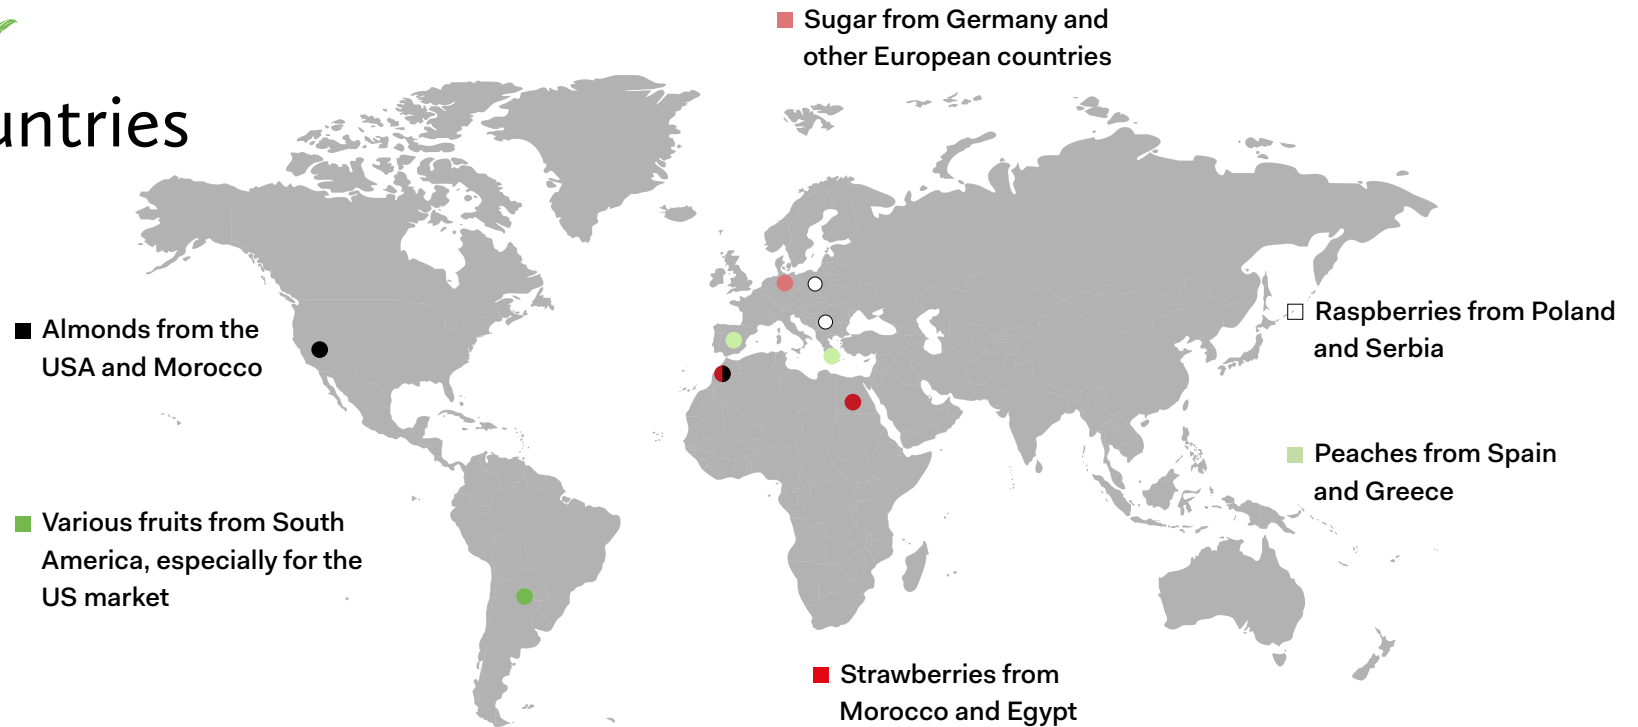 Sugar from Germany and
other European countries
untries
Almonds from the
USA and Morocco
Raspberries from Poland
and Serbia
Peaches from Spain
and Greece
Various fruits from South
America, especially for the
US market
Strawberries from
Morocco and Egypt